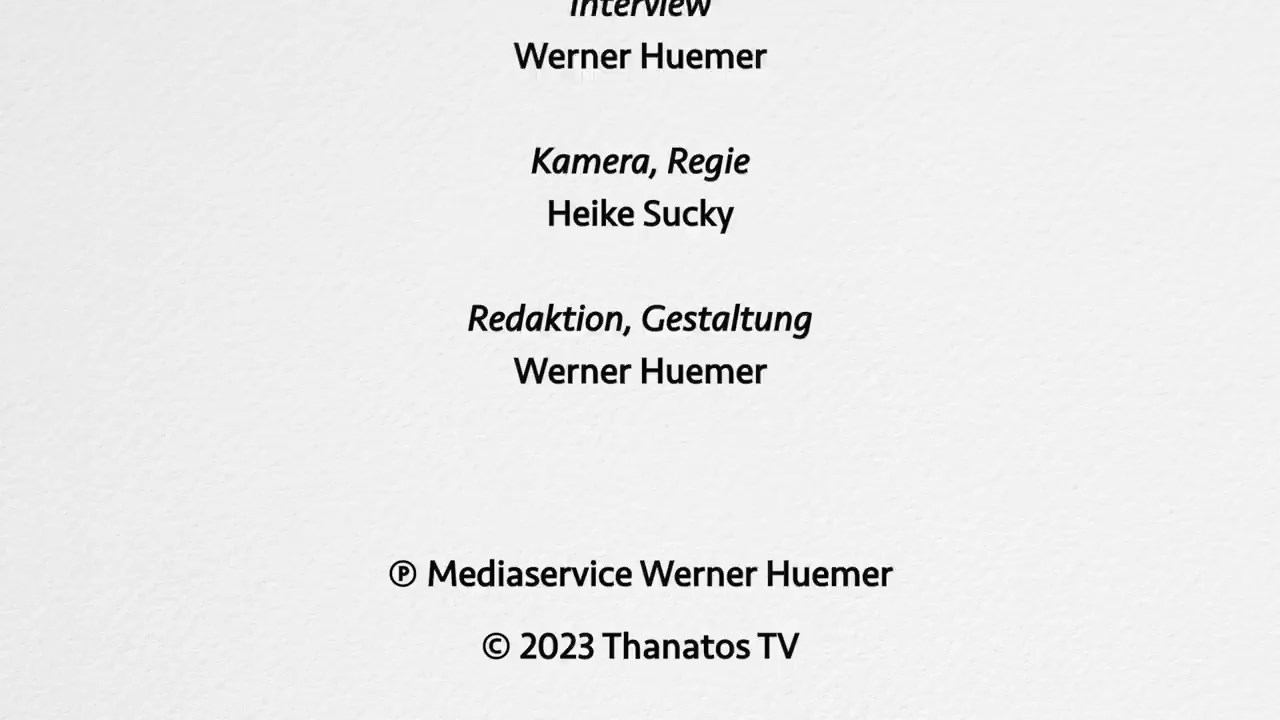 Interview
Werner Huemer
Kamera, Regie
Heike Sucky
Redaktion, Gestaltung
Werner Huemer
℗ Mediaservice Werner Huemer
© 2023 Thanatos TV